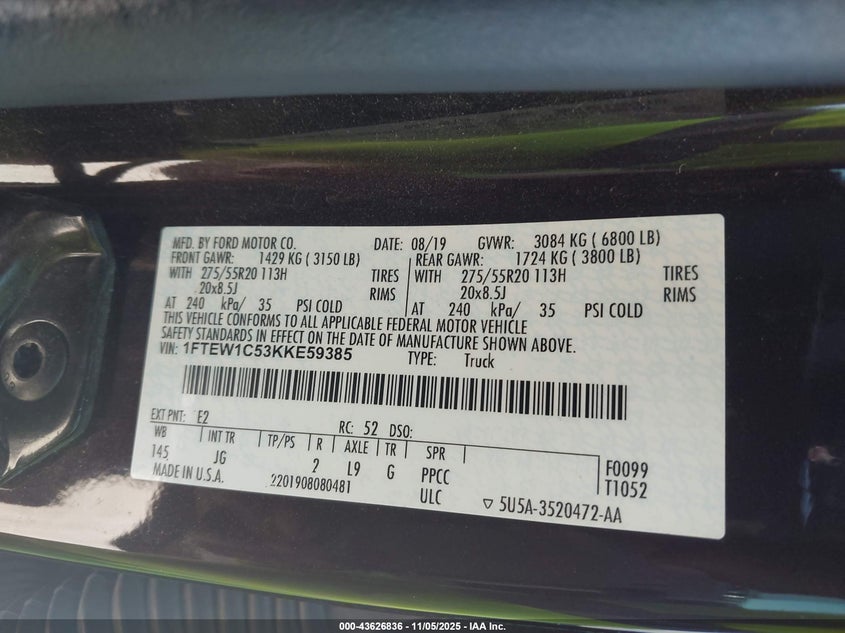 MFD. BY FORD MOTOR CO. DATE: 08/19 GVWR: 3084 KG ( 6800 LB)
FRONT GAWR: 1429 KG ( 3150 LB) REAR GAWR: 1724 KG ( 3800 LB)
WITH 275/55R20 113H TIRES WITH 275/55R20 113H TIRES
20x8.5J RIMS 20x8.5J RIMS
AT 240 kPa/ 35 PSI COLD AT 240 kPa/ 35 PSI COLD
THIS VEHICLE CONFORMS TO ALL APPLICABLE FEDERAL MOTOR VEHICLE
SAFETY STANDARDS IN EFFECT ON THE DATE OF MANUFACTURE SHOWN ABOVE.
VIN: 1FTEW1C53KKE59385 TYPE: Truck
EXT PNT: E2 RC: 52 DSO:
WB INT TR TP/PS R AXLE TR SPR
145 JG 2 L9 G PPCC F0099
MADE IN U.S.A. 2201908080481 ULC T1052
5U5A-3520472-AA
000-43626836 - 11/05/2025 - IAA Inc.